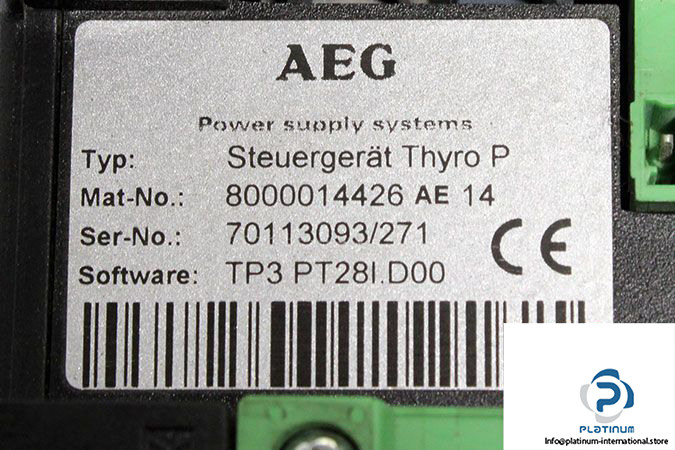 AEG
Power supply systems
Typ: Steuergerät Thyro P
Mat-No.: 8000014426 AE 14
Ser-No.: 70113093/271
CE
Software: TP3 PT28I.D00
PLATINUM
Info@platinum-international.store